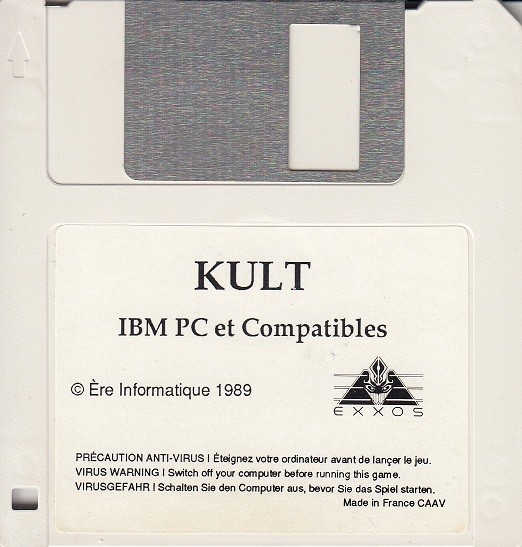 KULT
IBM PC et Compatibles
© Ère Informatique 1989
EXXOS
PRÉCAUTION ANTI-VIRUS ! Éteignez votre ordinateur avant de lançer le jeu.
VIRUS WARNING ! Switch off your computer before running this game.
VIRUSGEFAHR ! Schalten Sie den Computer aus, bevor Sie das Spiel starten.
Made in France CAAV